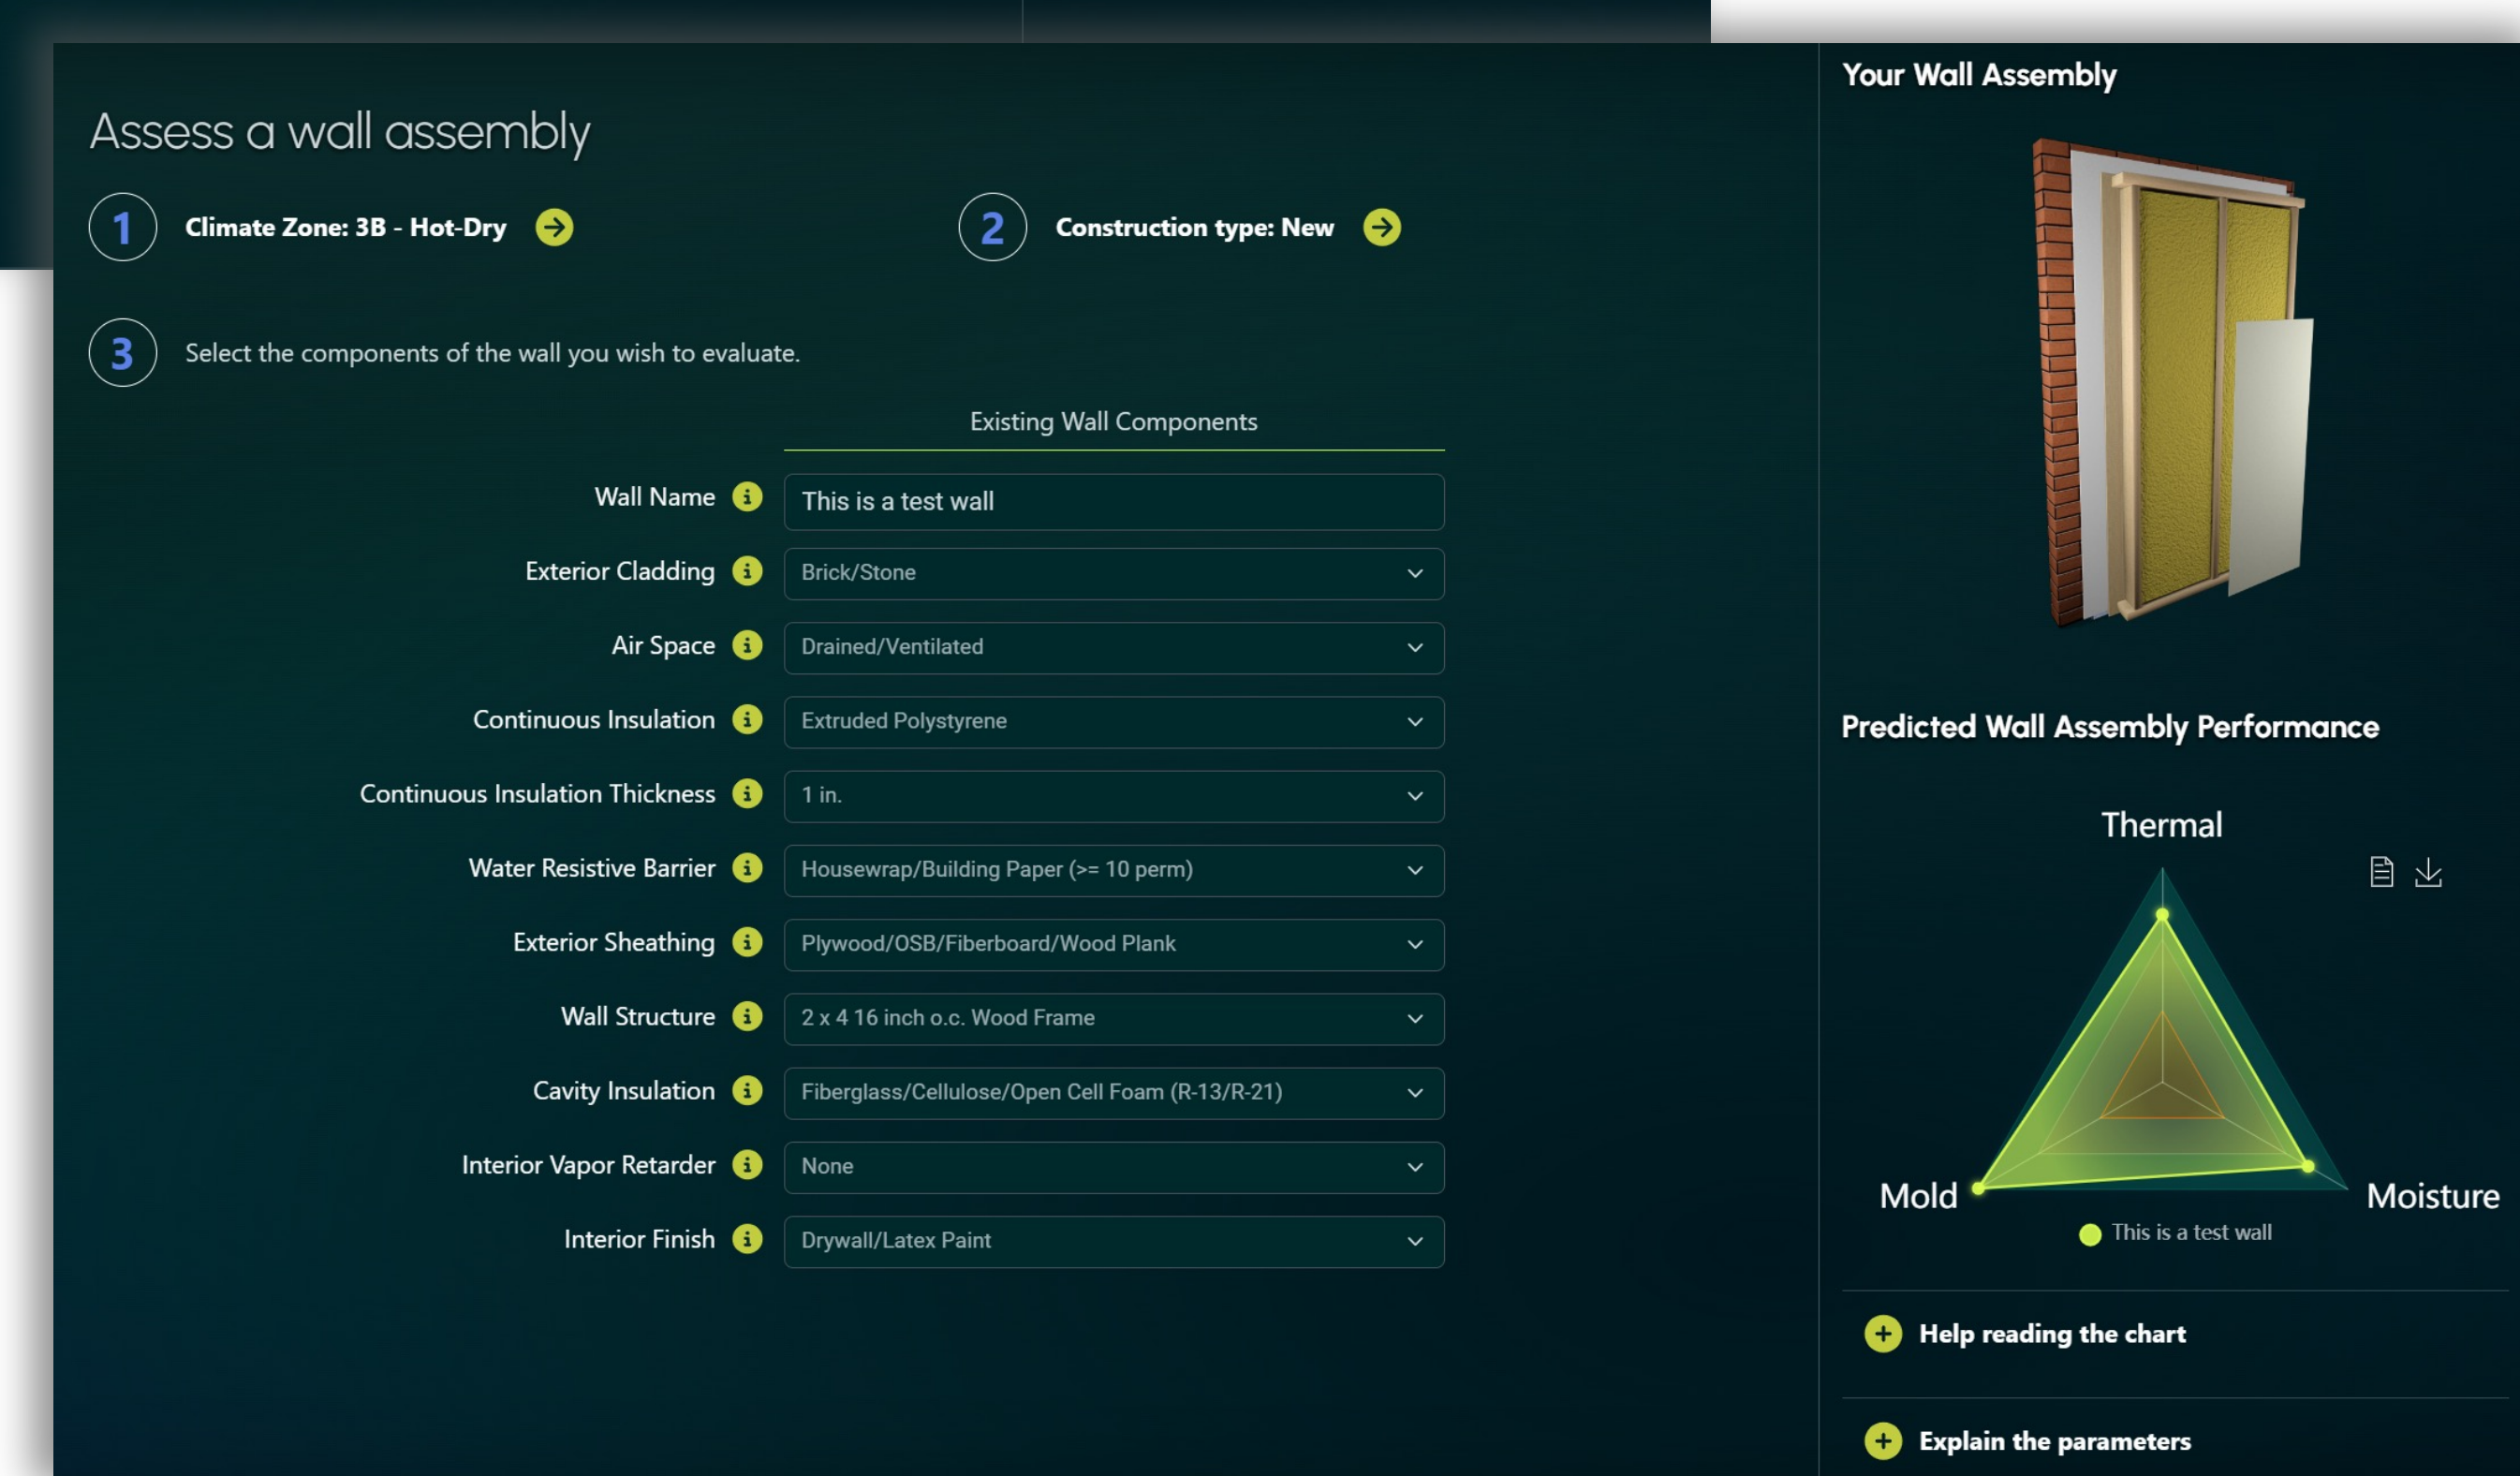 Assess a wall assembly
1 Climate Zone: 3B - Hot-Dry 2 Construction type: New
3 Select the components of the wall you wish to evaluate.
Existing Wall Components
Wall Name i This is a test wall
Exterior Cladding i Brick/Stone
Air Space i Drained/Ventilated
Continuous Insulation i Extruded Polystyrene
Continuous Insulation Thickness i 1 in.
Water Resistive Barrier i Housewrap/Building Paper (>= 10 perm)
Exterior Sheathing i Plywood/OSB/Fiberboard/Wood Plank
Wall Structure i 2 x 4 16 inch o.c. Wood Frame
Cavity Insulation i Fiberglass/Cellulose/Open Cell Foam (R-13/R-21)
Interior Vapor Retarder i None
Interior Finish i Drywall/Latex Paint
Your Wall Assembly
Predicted Wall Assembly Performance
Thermal
Mold Moisture
This is a test wall
Help reading the chart
Explain the parameters